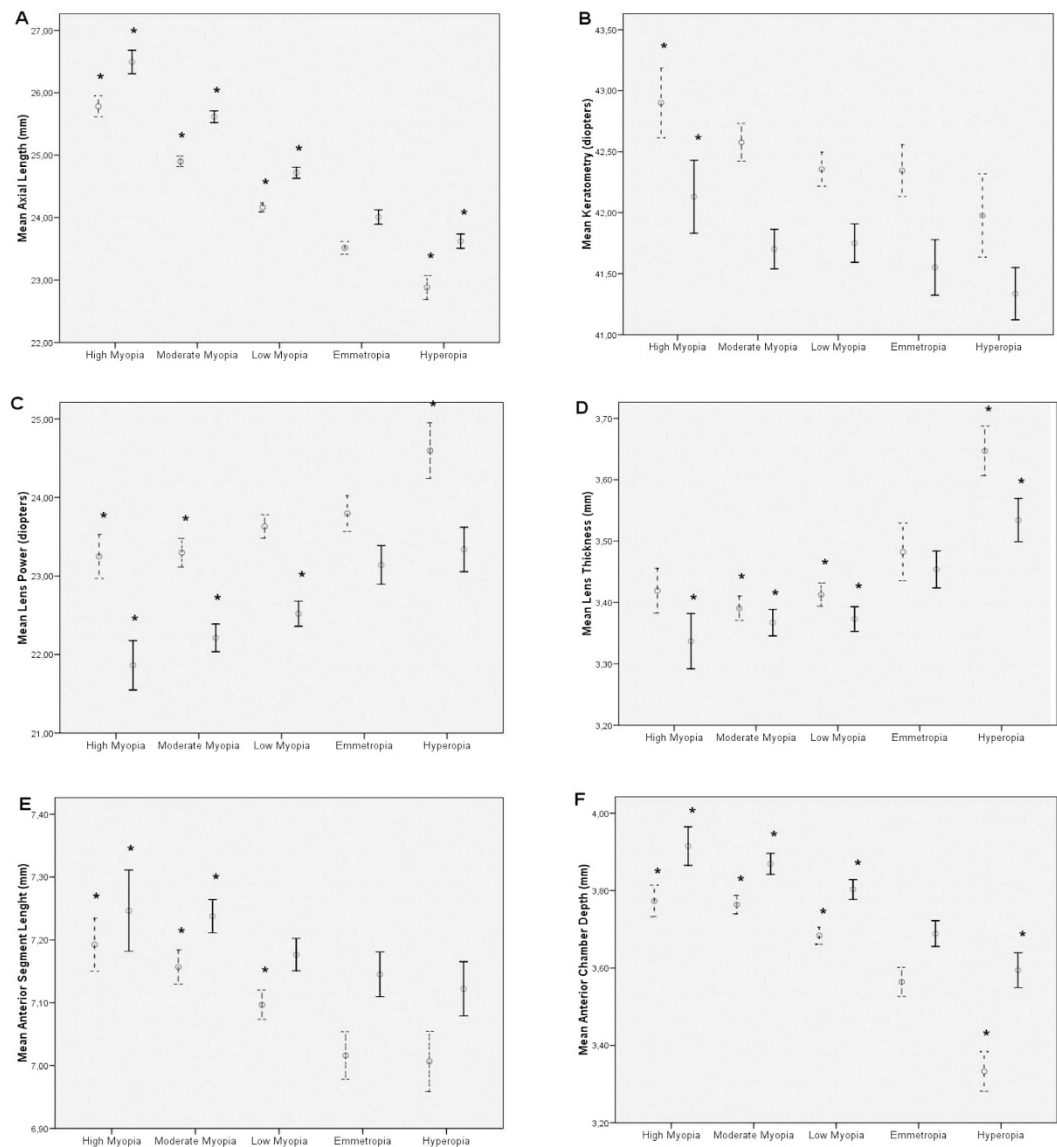 A
Mean Axial Length (mm)
27,00
26,00
25,00
24,00
23,00
22,00
* * * * * * * *
High Myopia Moderate Myopia Low Myopia Emmetropia Hyperopia
B
Mean Keratometry (diopters)
43,50
43,00
42,50
42,00
41,50
41,00
* *
High Myopia Moderate Myopia Low Myopia Emmetropia Hyperopia
C
Mean Lens Power (diopters)
25,00
24,00
23,00
22,00
21,00
* * * * * *
High Myopia Moderate Myopia Low Myopia Emmetropia Hyperopia
D
Mean Lens Thickness (mm)
3,70
3,60
3,50
3,40
3,30
3,20
* * * * * * *
High Myopia Moderate Myopia Low Myopia Emmetropia Hyperopia
E
Mean Anterior Segment Lenght (mm)
7,40
7,30
7,20
7,10
7,00
6,90
* * * * *
High Myopia Moderate Myopia Low Myopia Emmetropia Hyperopia
F
Mean Anterior Chamber Depth (mm)
4,00
3,80
3,60
3,40
3,20
* * * * * * * *
High Myopia Moderate Myopia Low Myopia Emmetropia Hyperopia